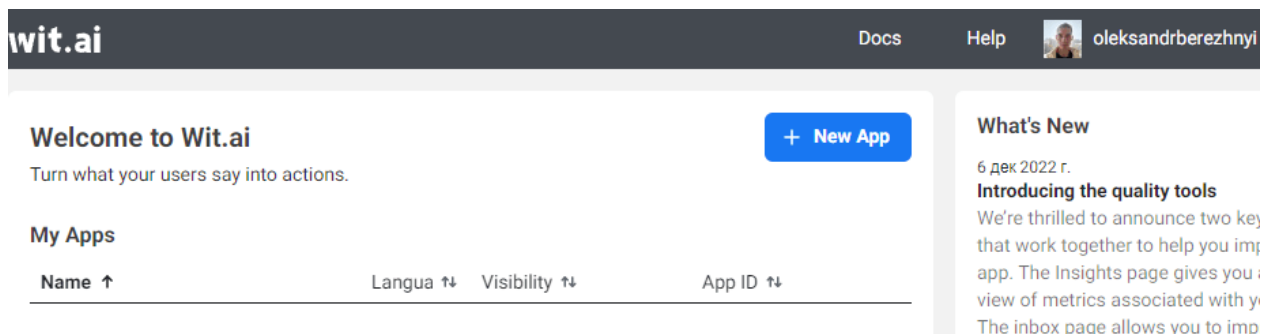 wit.ai
Docs Help oleksandrberezhnyi
Welcome to Wit.ai
+ New App
Turn what your users say into actions.
My Apps
Name ↑ Langua ↑↓ Visibility ↑↓ App ID ↑↓
What's New
6 дек 2022 г.
Introducing the quality tools
We're thrilled to announce two key
that work together to help you imp
app. The Insights page gives you a
view of metrics associated with y
The inbox page allows you to imp